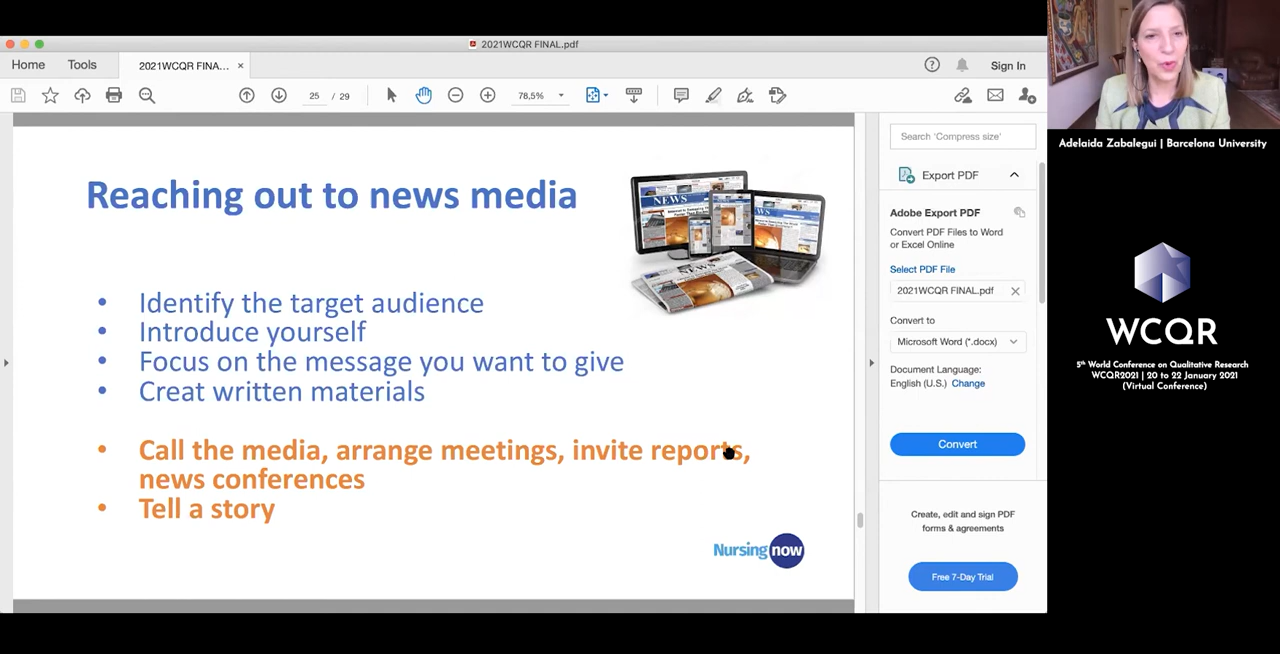 2021WCQR FINAL.pdf
Home Tools 2021WCQR FINA... × Sign In
25 / 29 78,5%
Search 'Compress size'
Export PDF
Adobe Export PDF
Convert PDF Files to Word
or Excel Online
Select PDF File
2021WCQR FINAL.pdf
Convert to
Microsoft Word (*.docx)
Document Language:
English (U.S.) Change
Convert
Create, edit and sign PDF
forms & agreements
Free 7-Day Trial
Reaching out to news media
NEWS
NEWS
• Identify the target audience
• Introduce yourself
• Focus on the message you want to give
• Creat written materials
• Call the media, arrange meetings, invite reports,
news conferences
• Tell a story
Nursing now
Adelaida Zabalegui | Barcelona University
WCQR
5th World Conference on Qualitative Research
WCQR2021 | 20 to 22 January 2021
(Virtual Conference)